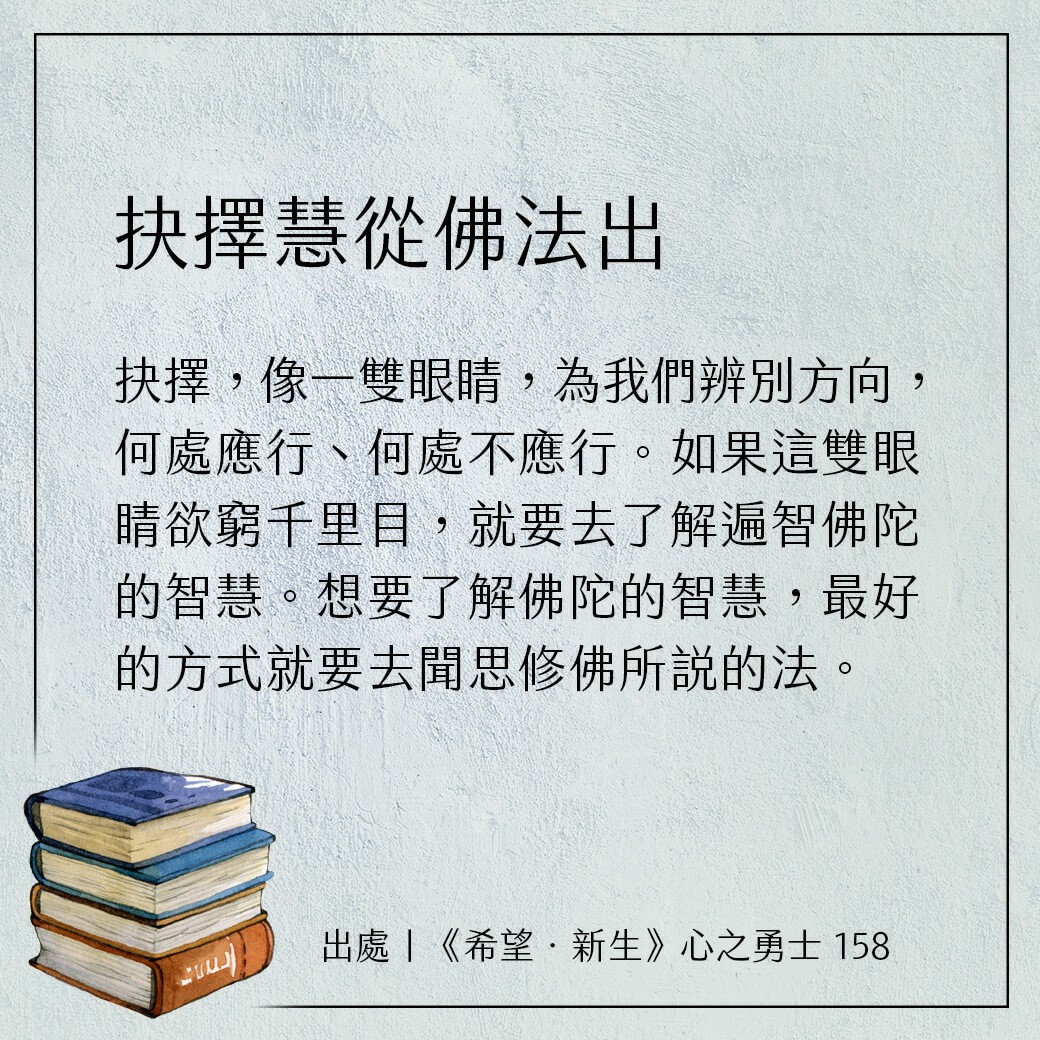 抉擇慧從佛法出
抉擇，像一雙眼睛，為我們辨別方向，
何處應行、何處不應行。如果這雙眼
睛欲窮千里目，就要去了解遍智佛陀
的智慧。想要了解佛陀的智慧，最好
的方式就要去聞思修佛所説的法。
出處｜《希望．新生》心之勇士 158